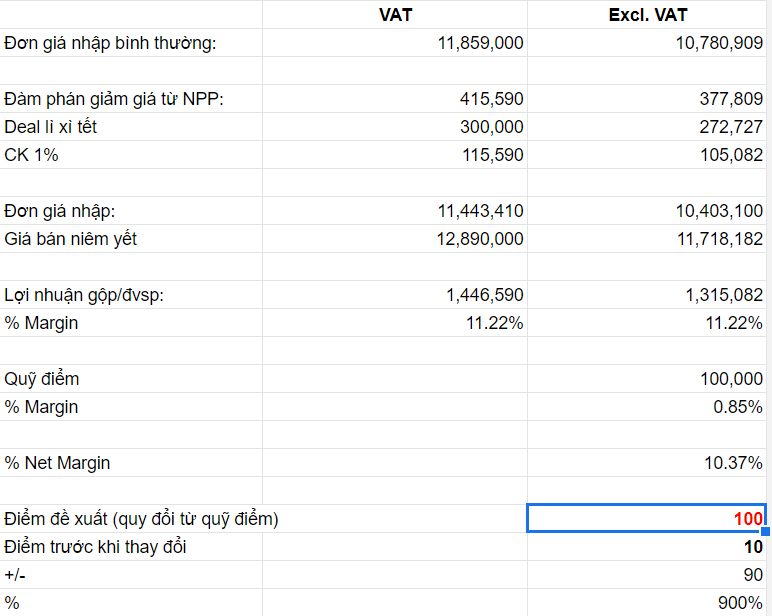 VAT Excl. VAT
Đơn giá nhập bình thường: 11,859,000 10,780,909
Đàm phán giảm giá từ NPP: 415,590 377,809
Deal lì xì tết 300,000 272,727
CK 1% 115,590 105,082
Đơn giá nhập: 11,443,410 10,403,100
Giá bán niêm yết 12,890,000 11,718,182
Lợi nhuận gộp/đvsp: 1,446,590 1,315,082
% Margin 11.22% 11.22%
Quỹ điểm 100,000
% Margin 0.85%
% Net Margin 10.37%
Điểm đề xuất (quy đổi từ quỹ điểm) 100
Điểm trước khi thay đổi 10
+/- 90
% 900%